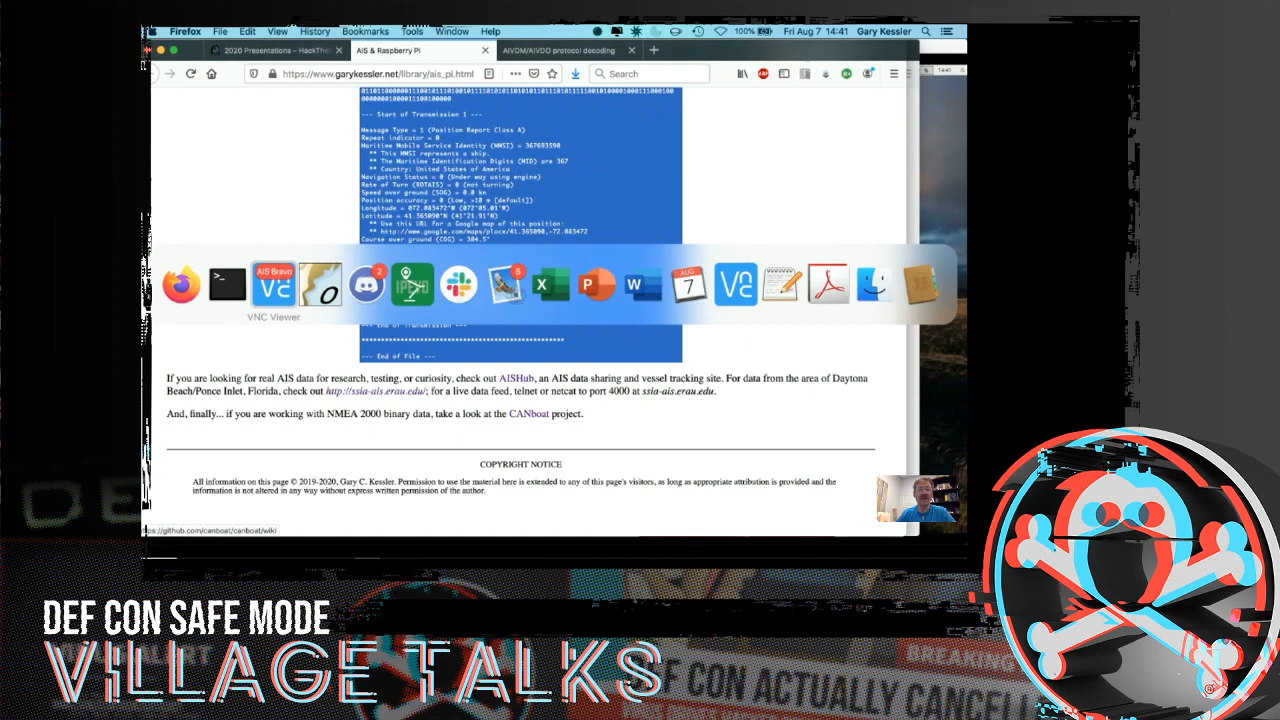 Firefox File Edit View History Bookmarks Tools Window Help 100% Fri Aug 7 14:41 Gary Kessler
2020 Presentations – HackThe
AIS & Raspberry Pi
AIVDM/AIVDO protocol decoding
14:41
https://www.garykessler.net/library/ais_pi.html
Search
--- Start of Transmission 1 ---
Message Type = 1 (Position Report Class A)
Repeat indicator = 0
Maritime Mobile Service Identity (MMSI) = 367693590
** This MMSI represents a ship.
** The Maritime Identification Digits (MID) are 367
** Country: United States of America
Navigation Status = 0 (Under way using engine)
Rate of Turn (ROTAIS) = 0 (not turning)
Speed over ground (SOG) = 0.0 kn
Position accuracy = 0 (Low, >10 m [default])
Longitude = 072.083472°W (072°05.01'W)
Latitude = 41.365090°N (41°21.91'N)
** Use this URL for a Google map of this position:
** http://www.google.com/maps/place/41.365090,-72.083472
Course over ground (COG) = 304.5°
AIS Bravo
2
5
AUG
7
VNC Viewer
--- End of Transmission ---
--- End of File ---
If you are looking for real AIS data for research, testing, or curiosity, check out AISHub, an AIS data sharing and vessel tracking site. For data from the area of Daytona
Beach/Ponce Inlet, Florida, check out http://ssia-ais.erau.edu/; for a live data feed, telnet or netcat to port 4000 at ssia-ais.erau.edu.
And, finally... if you are working with NMEA 2000 binary data, take a look at the CANboat project.
COPYRIGHT NOTICE
All information on this page © 2019-2020, Gary C. Kessler. Permission to use the material here is extended to any of this page's visitors, as long as appropriate attribution is provided and the
information is not altered in any way without express written permission of the author.
ps://github.com/canboat/canboat/wiki
DEF CON SAFE MODE
VILLAGE TALKS
BREAKING
DEF CON ACTUALLY CANCELL